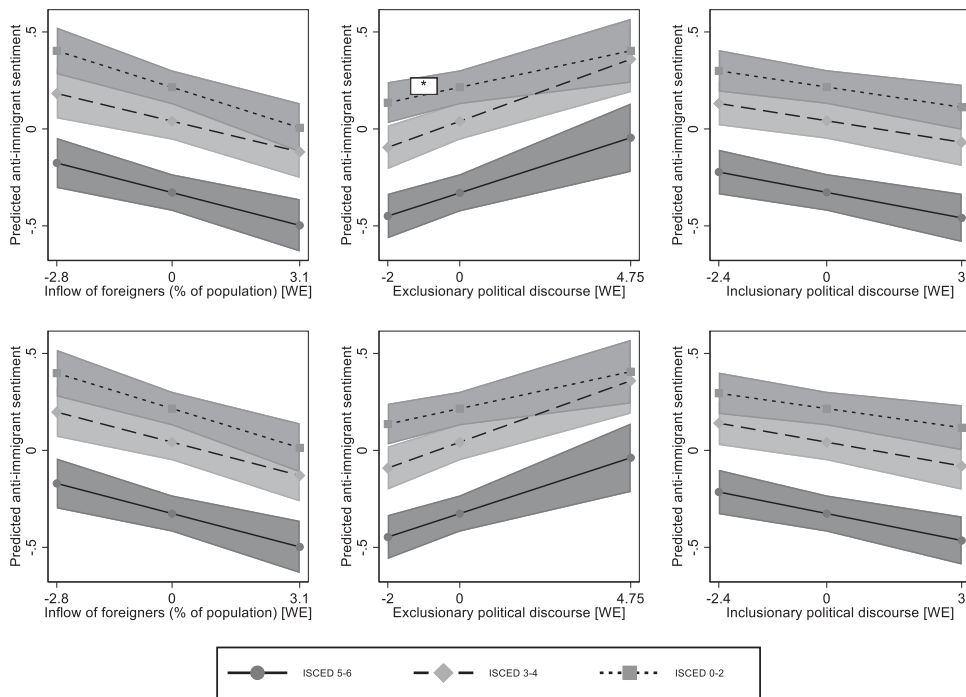 Predicted anti-immigrant sentiment
.5
0
-.5
-2.8 0 3.1
Inflow of foreigners (% of population) [WE]
Predicted anti-immigrant sentiment
.5
0
-.5
*
-2 0 4.75
Exclusionary political discourse [WE]
Predicted anti-immigrant sentiment
.5
0
-.5
-2.4 0 3
Inclusionary political discourse [WE]
Predicted anti-immigrant sentiment
.5
0
-.5
-2.8 0 3.1
Inflow of foreigners (% of population) [WE]
Predicted anti-immigrant sentiment
.5
0
-.5
-2 0 4.75
Exclusionary political discourse [WE]
Predicted anti-immigrant sentiment
.5
0
-.5
-2.4 0 3
Inclusionary political discourse [WE]
ISCED 5-6 ISCED 3-4 ISCED 0-2